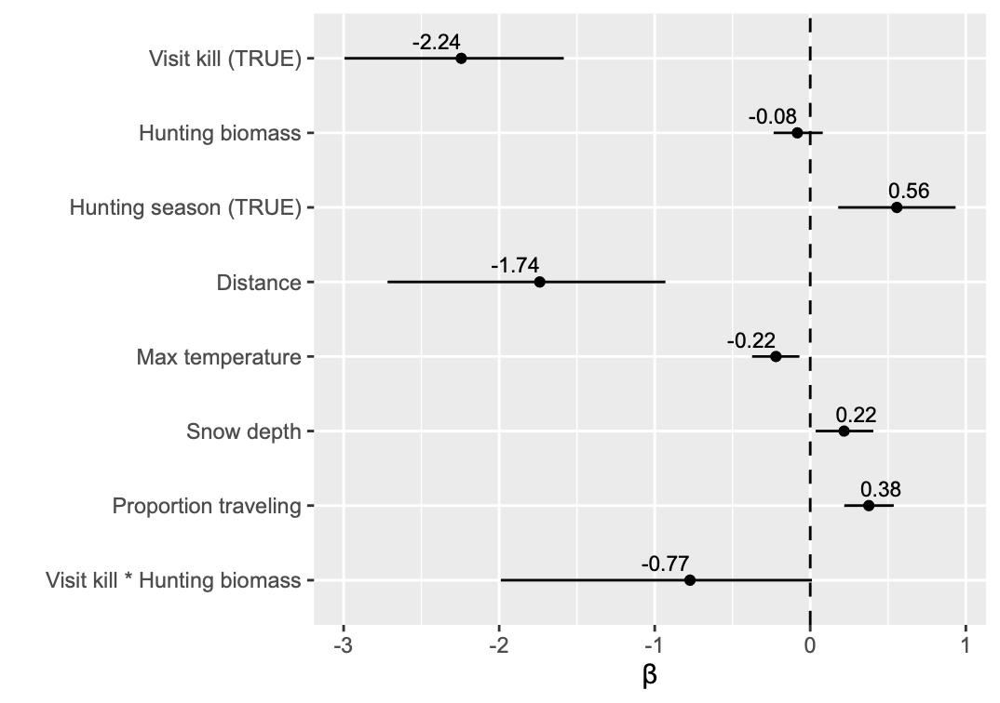 Visit kill (TRUE) -2.24
Hunting biomass -0.08
Hunting season (TRUE) 0.56
Distance -1.74
Max temperature -0.22
Snow depth 0.22
Proportion traveling 0.38
Visit kill * Hunting biomass -0.77
-3 -2 -1 0 1
β